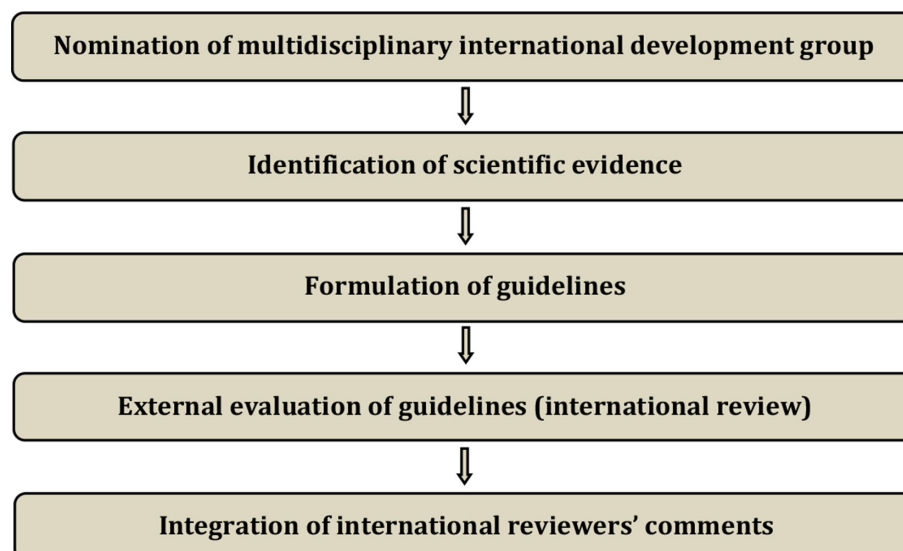 Nomination of multidisciplinary international development group
Identification of scientific evidence
Formulation of guidelines
External evaluation of guidelines (international review)
Integration of international reviewers’ comments